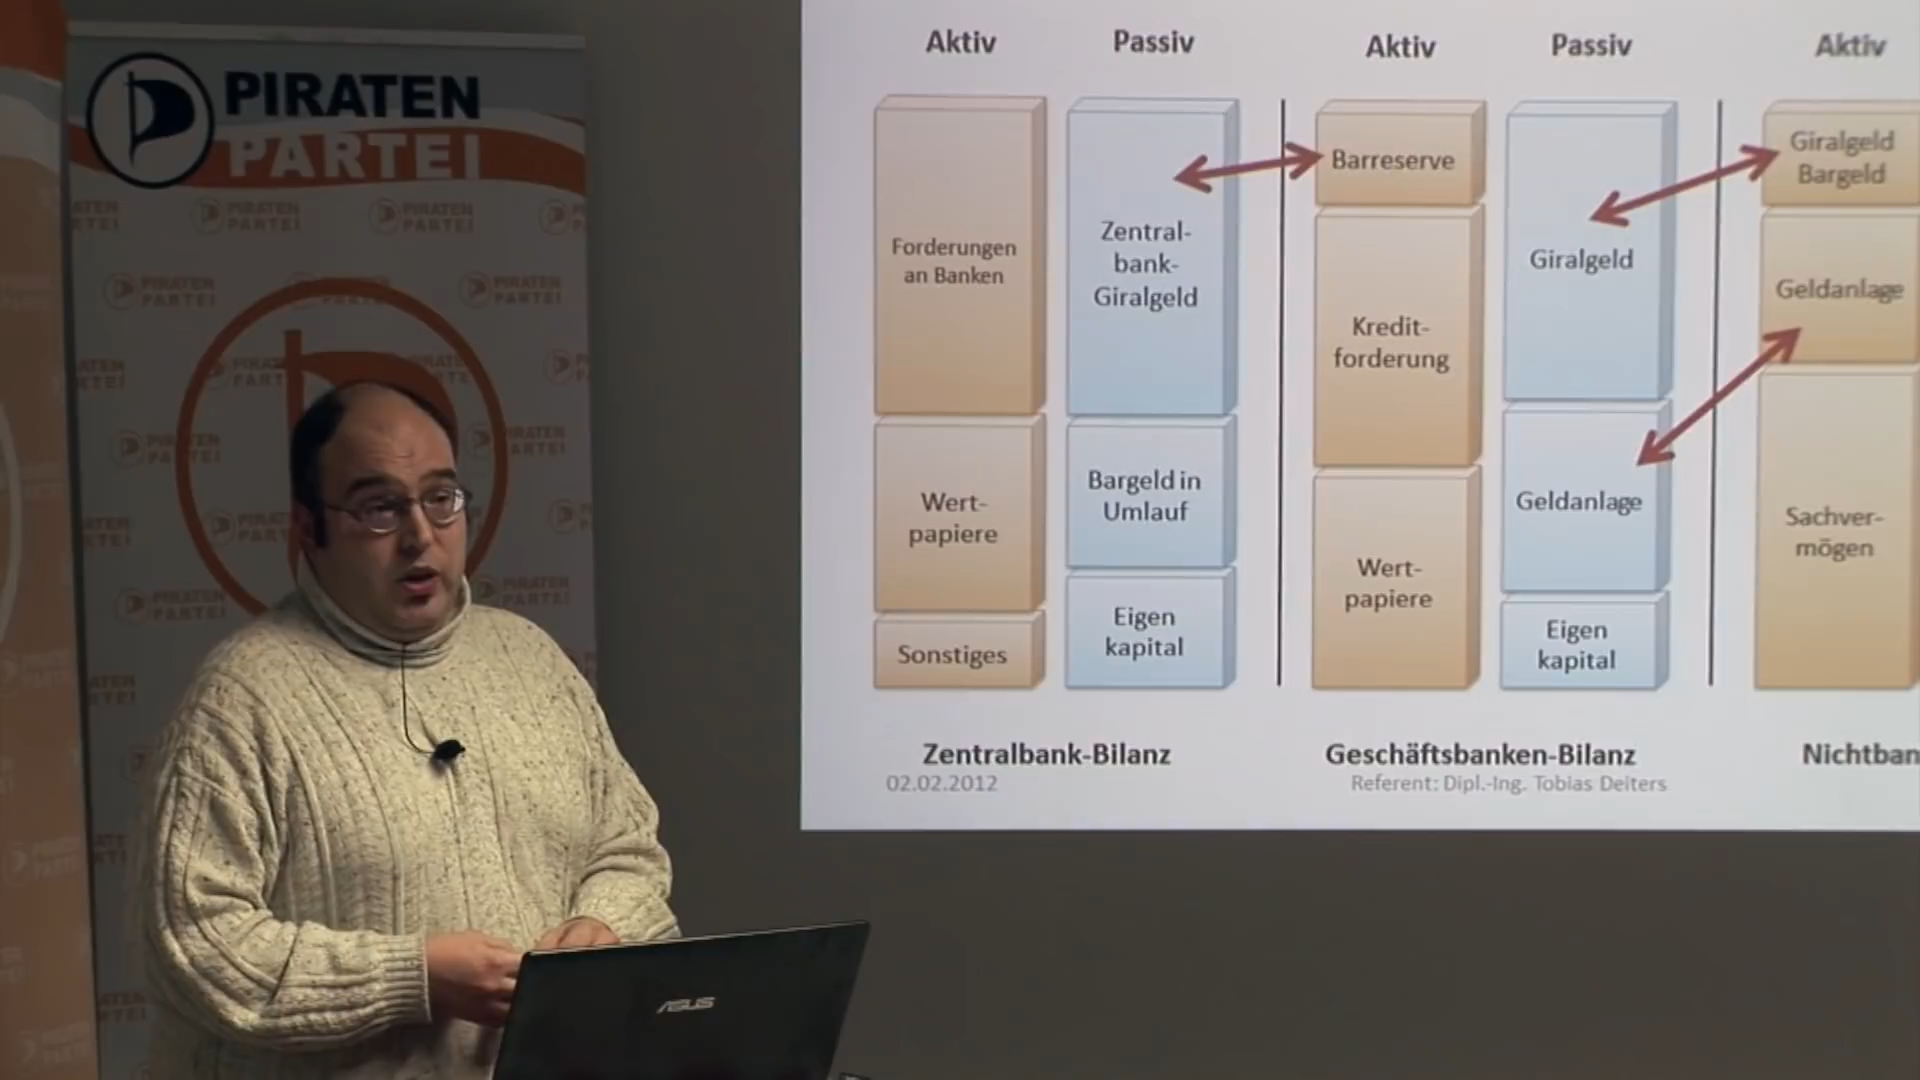 PIRATEN
PARTEI
Aktiv
Passiv
Aktiv
Passiv
Aktiv
Forderungen
an Banken
Wert-
papiere
Sonstiges
Zentral-
bank-
Giralgeld
Bargeld in
Umlauf
Eigen
kapital
Barreserve
Kredit-
forderung
Wert-
papiere
Giralgeld
Geldanlage
Eigen
kapital
Giralgeld
Bargeld
Geldanlage
Sachver-
mögen
Zentralbank-Bilanz
Geschäftsbanken-Bilanz
Nichtban
02.02.2012
Referent: Dipl.-Ing. Tobias Deiters
ASUS